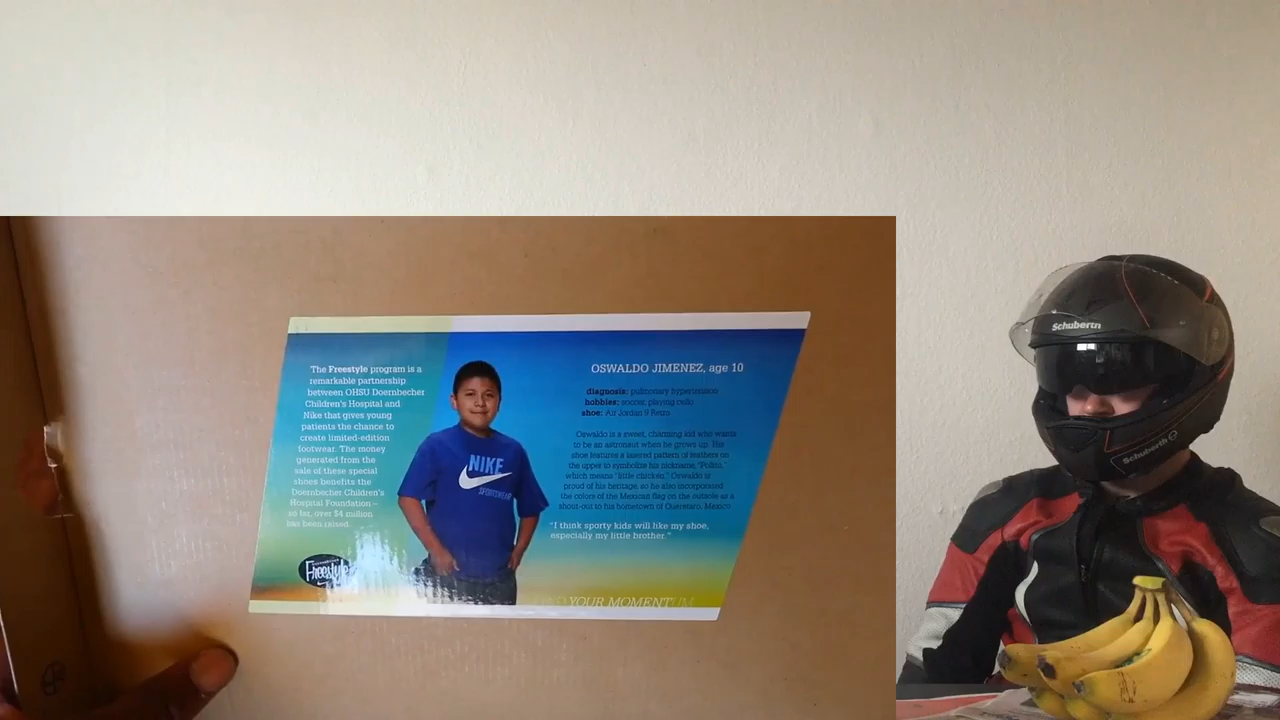 The Freestyle program is a
remarkable partnership
between OHSU Doernbecher
Children's Hospital and
Nike that gives young
patients the chance to
create limited-edition
footwear. The money
generated from the
sale of these special
shoes benefits the
Doernbecher Children's
Hospital Foundation–
so far, over $4 million
has been raised.
Freestyle
NIKE
SPORTSWEAR
OSWALDO JIMENEZ, age 10
diagnosis: pulmonary hypertension
hobbies: soccer, playing cello
shoe: Air Jordan 9 Retro
Oswaldo is a sweet, charming kid who wants
to be an astronaut when he grows up. His
shoe features a layered pattern of feathers on
the upper to symbolize his nickname, "Pollito,"
which means "little chicken." Oswaldo is
proud of his heritage, so he also incorporated
the colors of the Mexican flag on the outsole as a
shout-out to his hometown of Queretaro, Mexico.
"I think sporty kids will like my shoe,
especially my little brother."
YOUR MOMENTUM
Schuberth
Schuberth